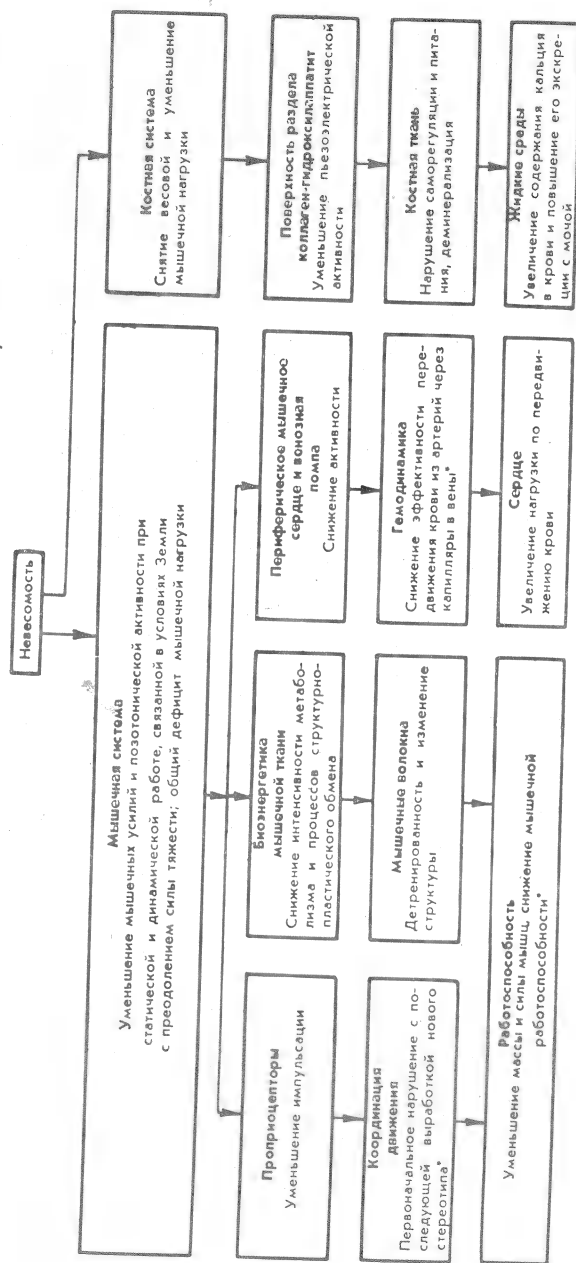 Невесомость
Мышечная система
Уменьшение мышечных усилий и позотонической активности при
статической и динамической работе, связанной в условиях Земли
с преодолением силы тяжести; общий дефицит мышечной нагрузки
Костная система
Снятие весовой и уменьшение
мышечной нагрузки
Проприоцепторы
Уменьшение импульсации
Биоэнергетика
мышечной ткани
Снижение интенсивности метабо-
лизма и процессов структурно-
пластического обмена
Периферическое мышечное
сердце и венозная
помпа
Снижение активности
Поверхность раздела
коллаген-гидроксилаппатит
Уменьшение пьезоэлектрической
активности
Координация
движения
Первоначальное нарушение с по-
следующей выработкой нового
стереотипа*
Мышечные волокна
Детренированность и изменение
структуры
Гемодинамика
Снижение эффективности пере-
движения крови из артерий через
капилляры в вены*
Костная ткань
Нарушение саморегуляции и пита-
ния, деминерализация
Работоспособность
Уменьшение массы и силы мышц, снижение мышечной
работоспособности*
Сердце
Увеличение нагрузки по передви-
жению крови
Жидкие среды
Увеличение содержания кальция
в крови и повышение его экскре-
ции с мочой